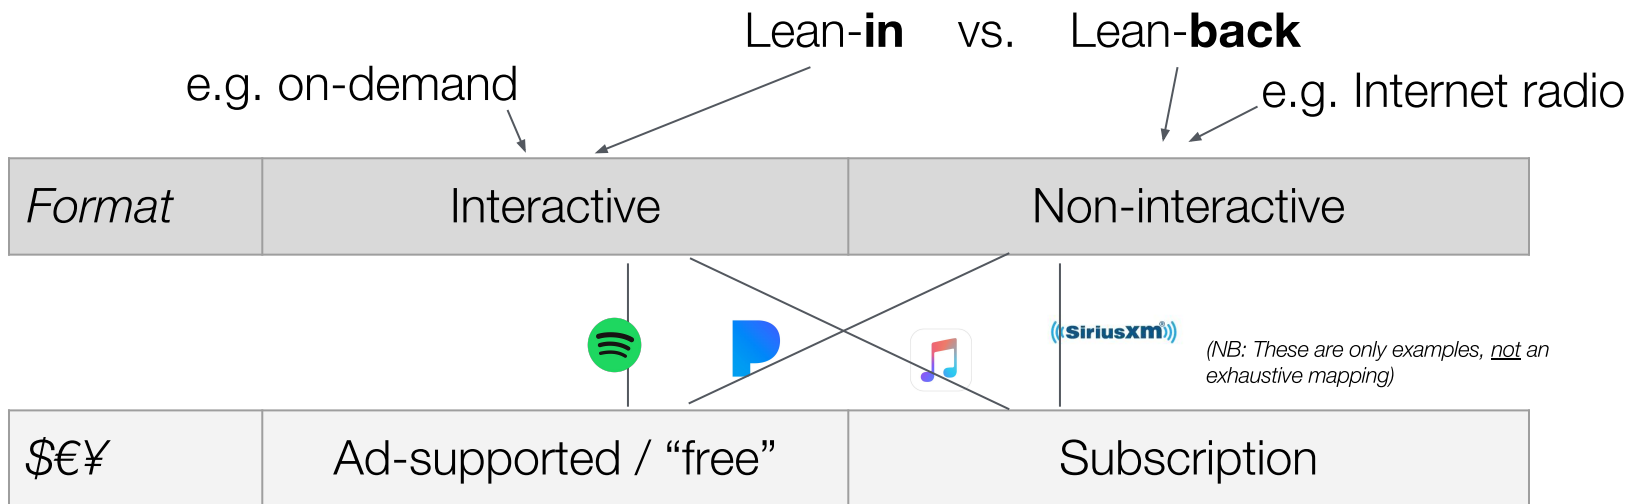 Lean-in vs. Lean-back
e.g. on-demand
e.g. Internet radio
Format
Interactive
Non-interactive
((SiriusXM®))
(NB: These are only examples, not an
exhaustive mapping)
$€¥
Ad-supported / “free”
Subscription